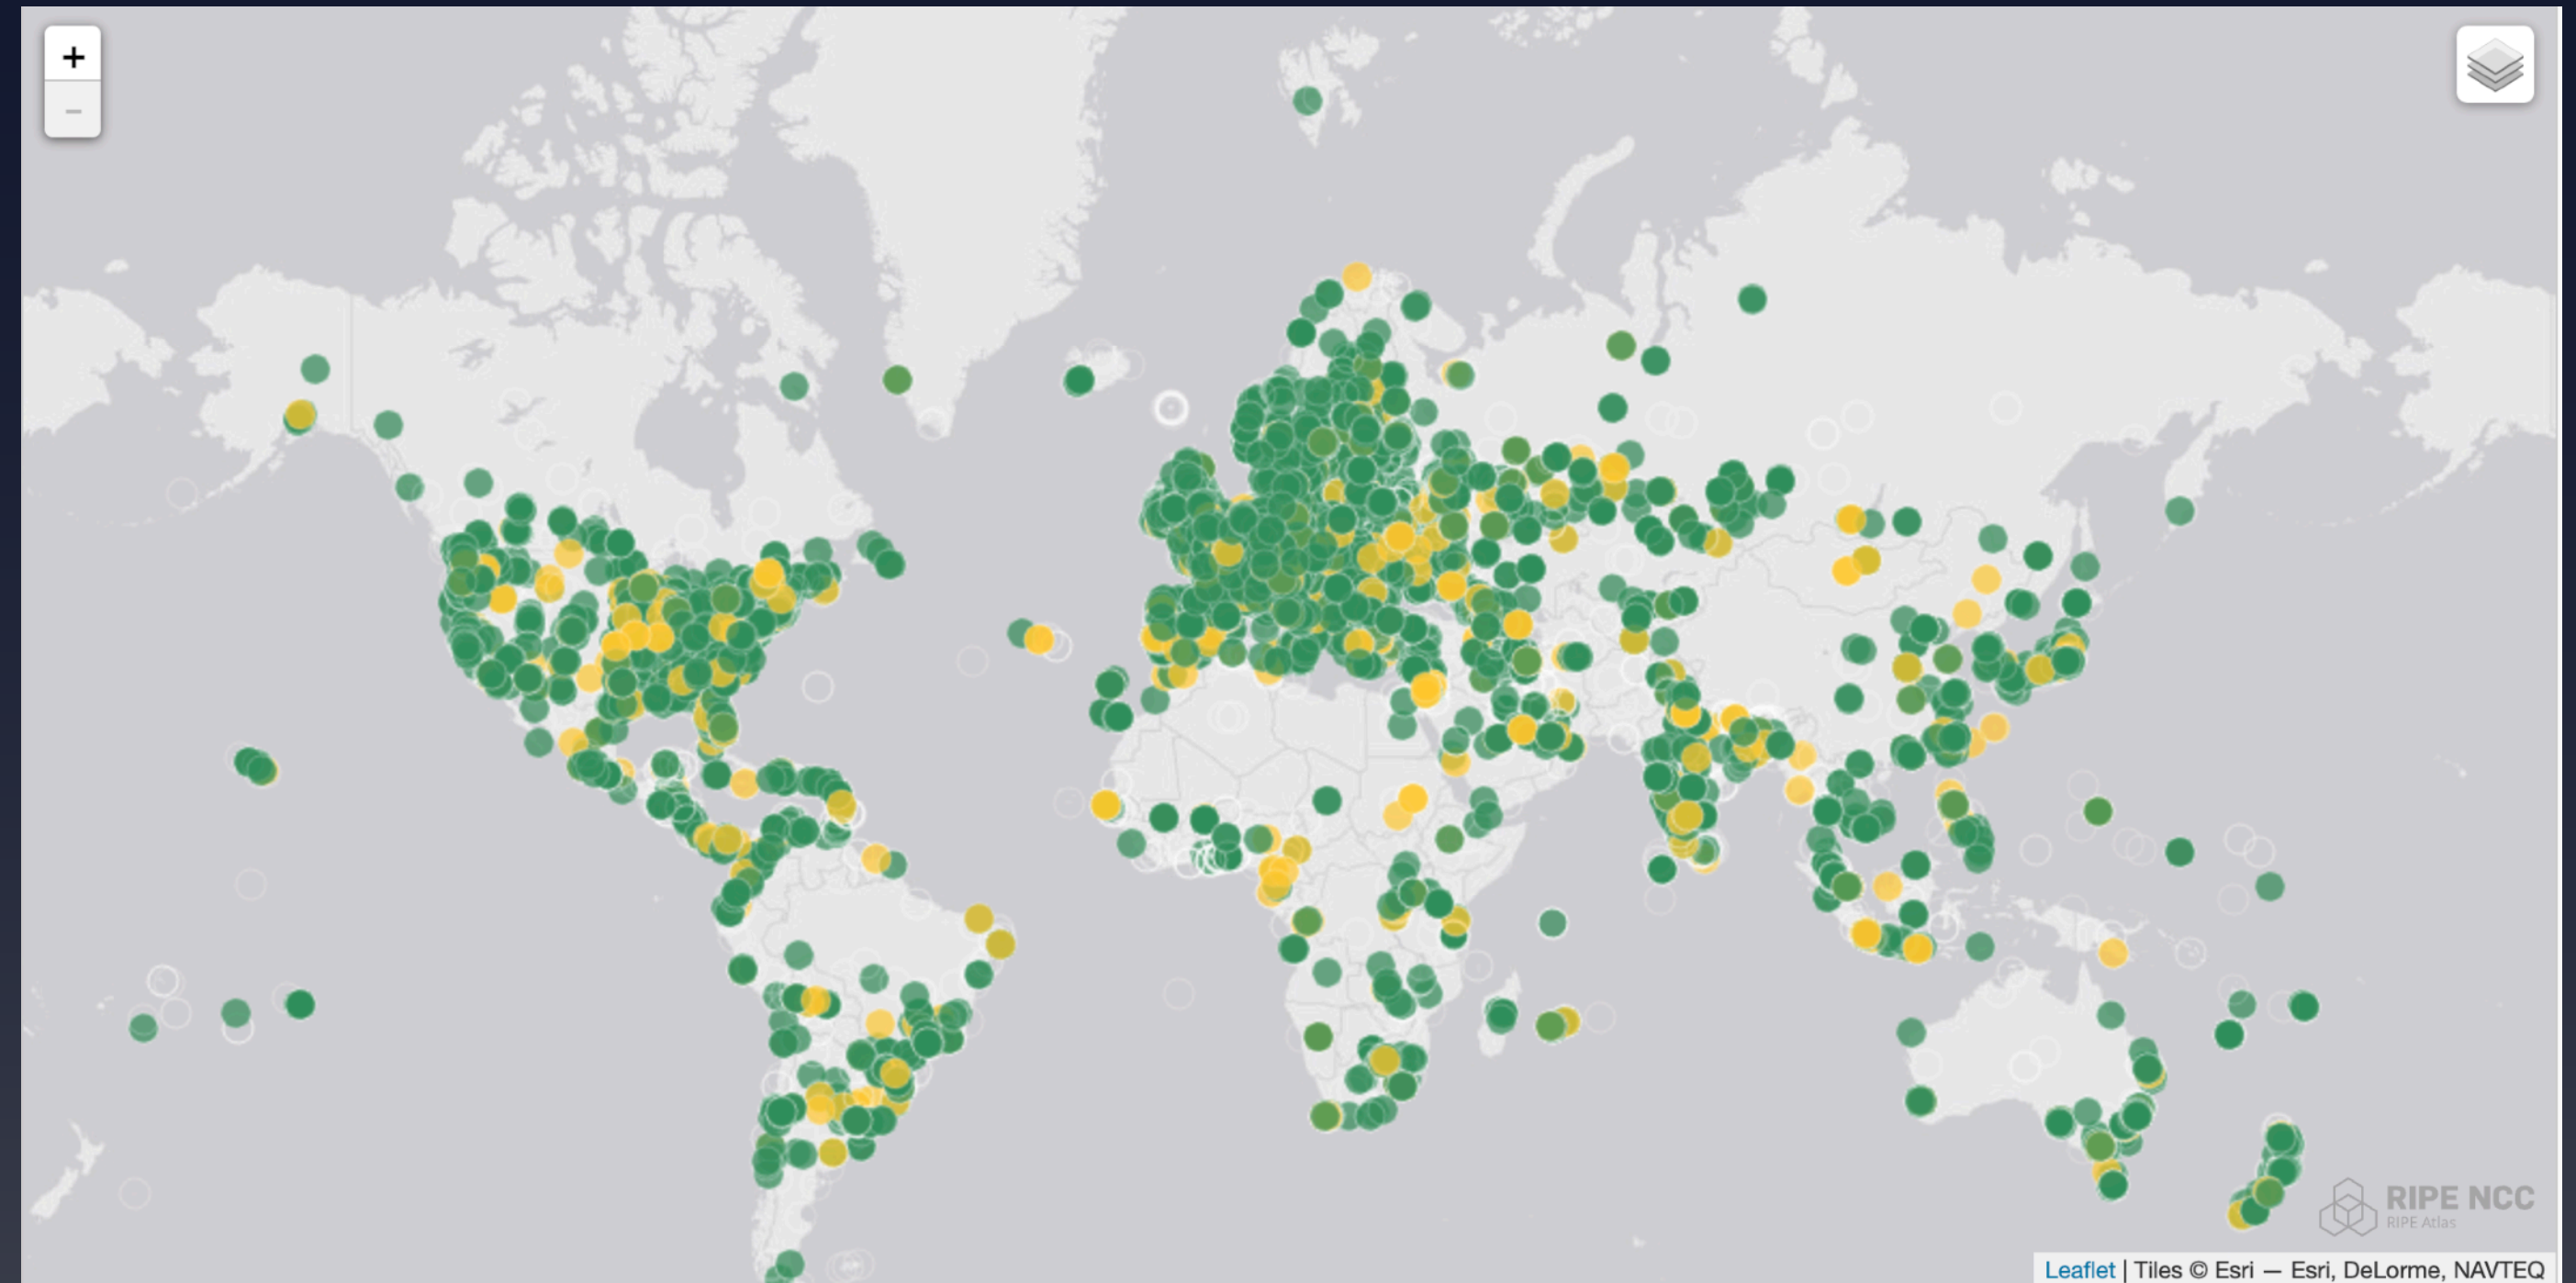 +
−
RIPE NCC
RIPE Atlas
Leaflet | Tiles © Esri — Esri, DeLorme, NAVTEQ